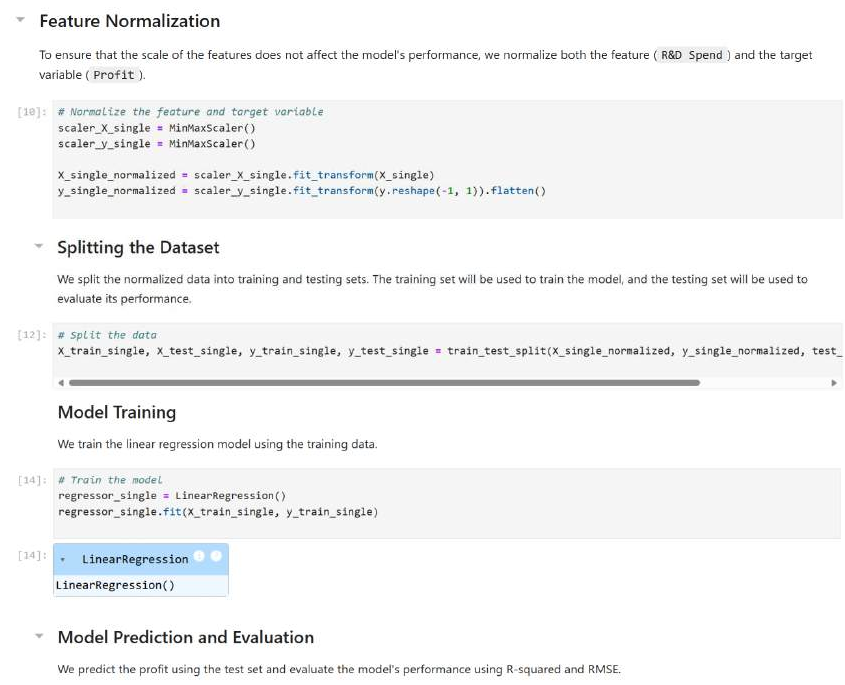 Feature Normalization
To ensure that the scale of the features does not affect the model's performance, we normalize both the feature ( R&D Spend ) and the target
variable ( Profit ).
[10]: # Normalize the feature and target variable
scaler_X_single = MinMaxScaler()
scaler_y_single = MinMaxScaler()
X_single_normalized = scaler_X_single.fit_transform(X_single)
y_single_normalized = scaler_y_single.fit_transform(y.reshape(-1, 1)).flatten()
Splitting the Dataset
We split the normalized data into training and testing sets. The training set will be used to train the model, and the testing set will be used to
evaluate its performance.
[12]: # Split the data
X_train_single, X_test_single, y_train_single, y_test_single = train_test_split(X_single_normalized, y_single_normalized, test_
Model Training
We train the linear regression model using the training data.
[14]: # Train the model
regressor_single = LinearRegression()
regressor_single.fit(X_train_single, y_train_single)
[14]: LinearRegression
LinearRegression()
Model Prediction and Evaluation
We predict the profit using the test set and evaluate the model's performance using R-squared and RMSE.